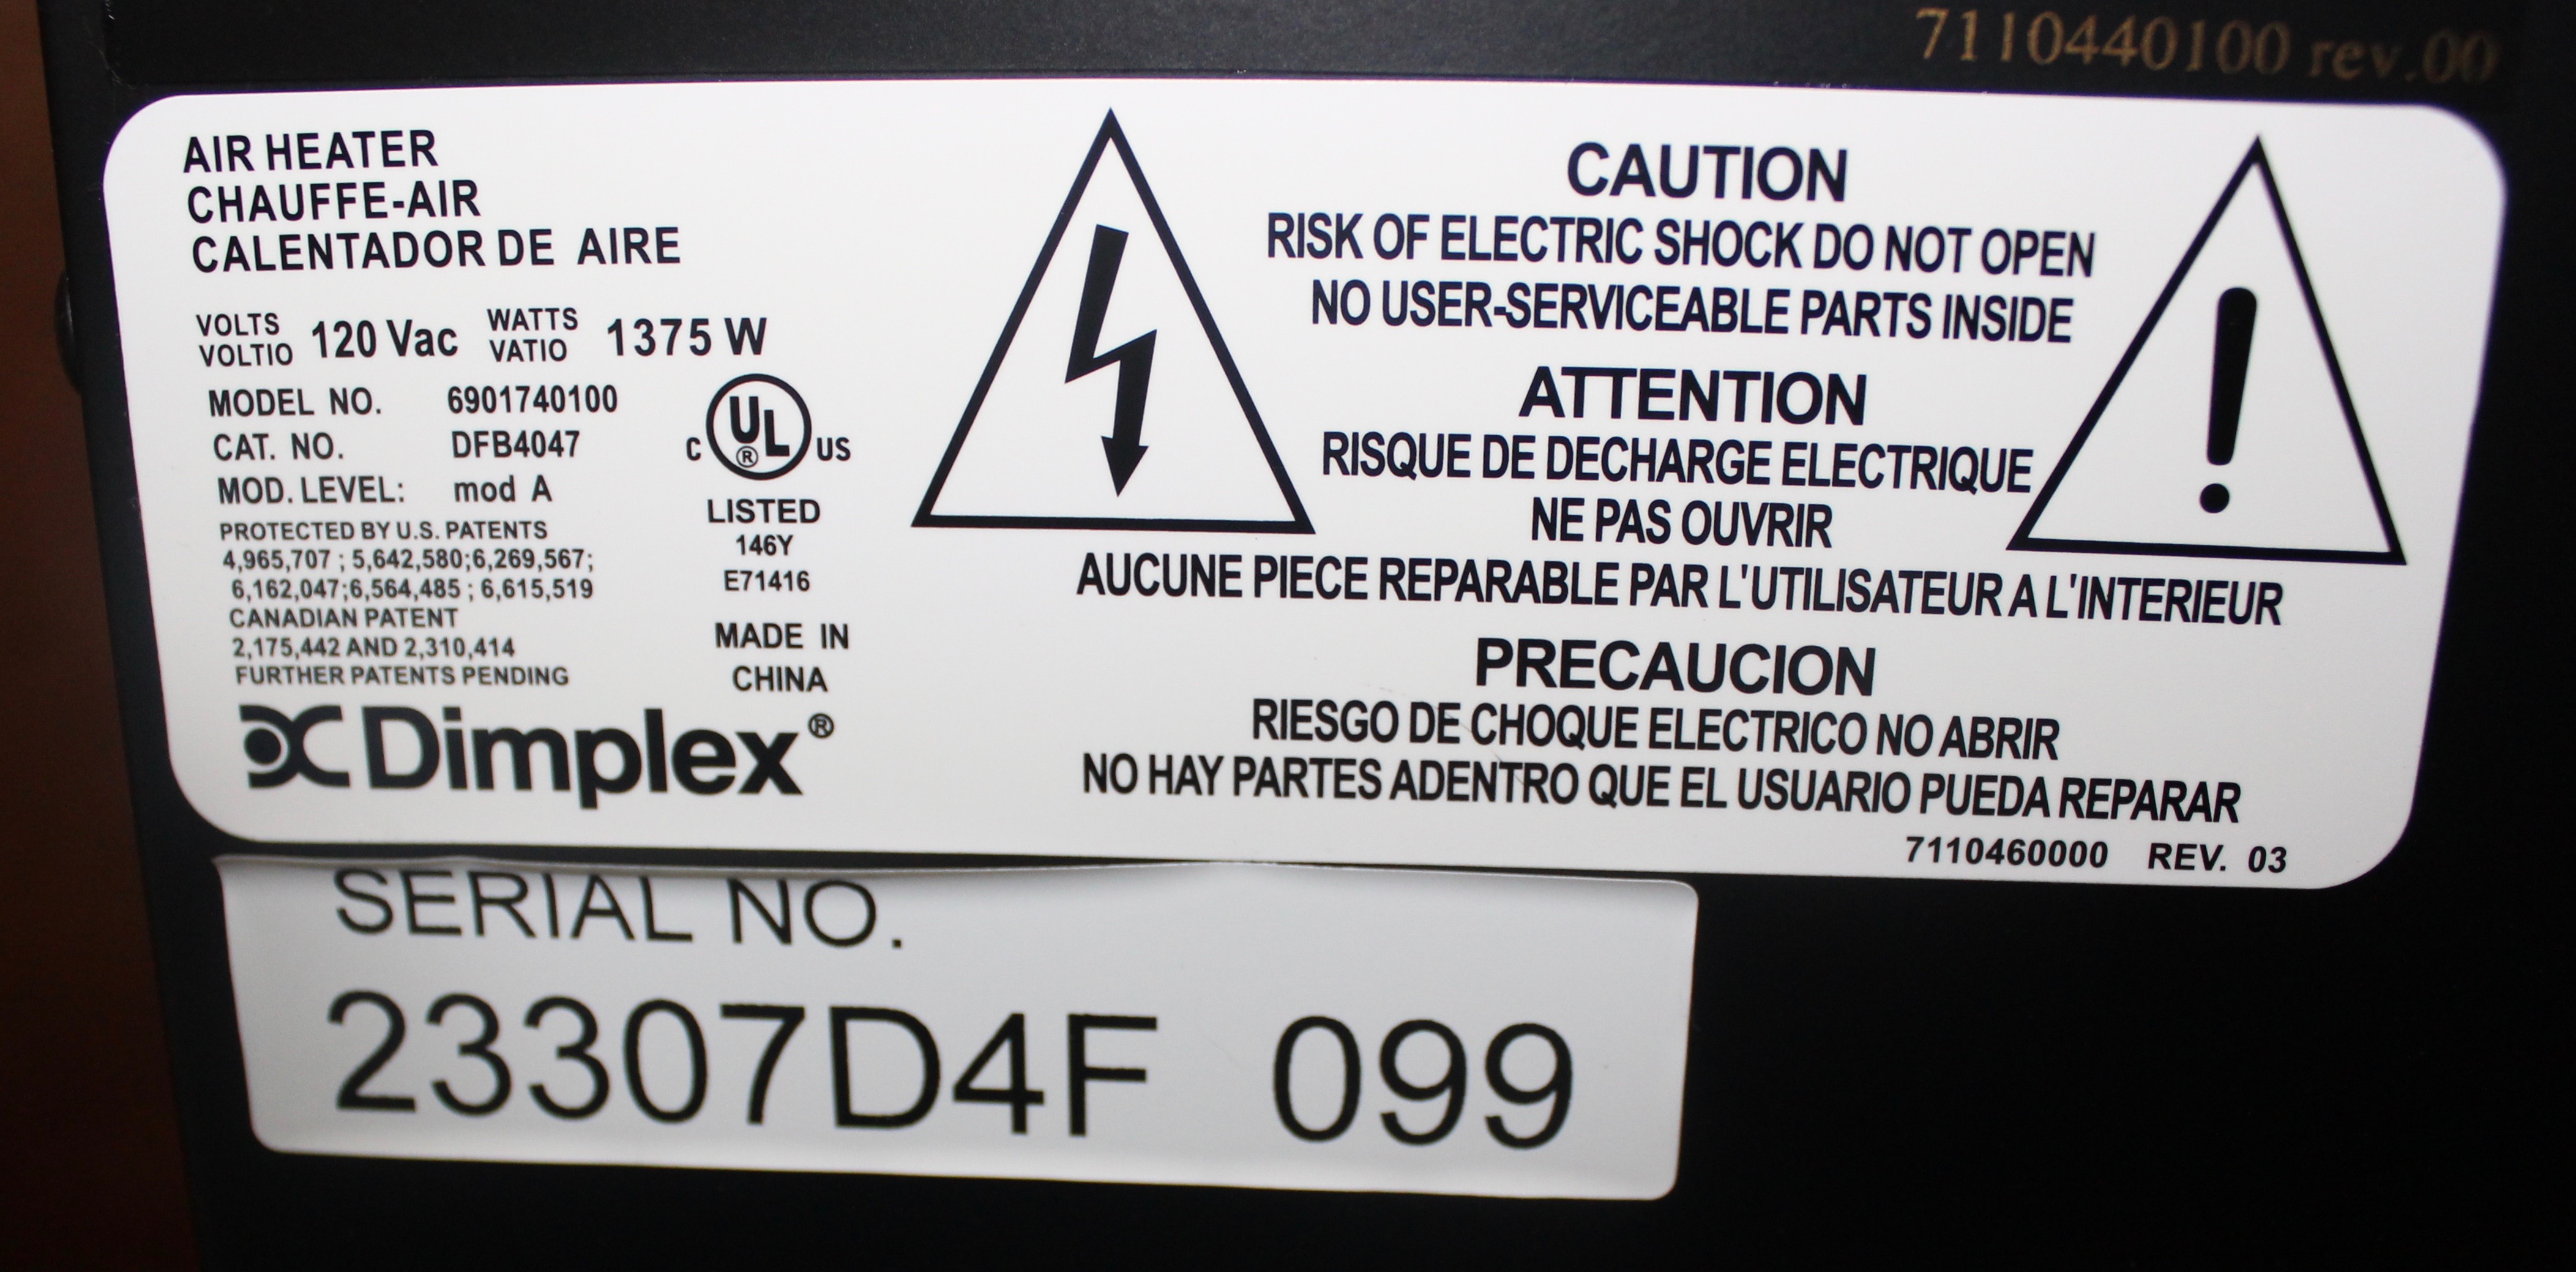 7110440100 rev.00
AIR HEATER
CHAUFFE-AIR
CALENTADOR DE AIRE
VOLTS
VOLTIO 120 Vac WATTS
VATIO 1375 W
MODEL NO. 6901740100
CAT. NO. DFB4047
MOD. LEVEL: mod A
PROTECTED BY U.S. PATENTS
4,965,707 ; 5,642,580;6,269,567;
6,162,047;6,564,485 ; 6,615,519
CANADIAN PATENT
2,175,442 AND 2,310,414
FURTHER PATENTS PENDING
C UL ® US
LISTED
146Y
E71416
MADE IN
CHINA
Dimplex®
CAUTION
RISK OF ELECTRIC SHOCK DO NOT OPEN
NO USER-SERVICEABLE PARTS INSIDE
ATTENTION
RISQUE DE DECHARGE ELECTRIQUE
NE PAS OUVRIR
AUCUNE PIECE REPARABLE PAR L'UTILISATEUR A L'INTERIEUR
PRECAUCION
RIESGO DE CHOQUE ELECTRICO NO ABRIR
NO HAY PARTES ADENTRO QUE EL USUARIO PUEDA REPARAR
7110460000 REV. 03
SERIAL NO.
23307D4F 099